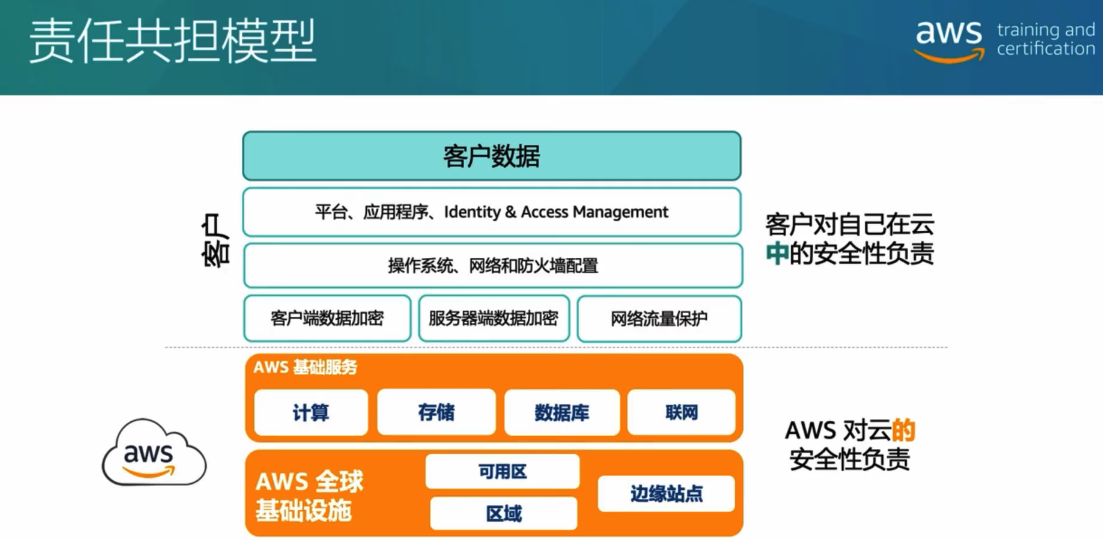 责任共担模型
aws training and
certification
客户数据
客户
平台、应用程序、Identity & Access Management
操作系统、网络和防火墙配置
客户端数据加密
服务器端数据加密
网络流量保护
客户对自己在云
中的安全性负责
AWS 基础服务
计算
存储
数据库
联网
aws
AWS 全球
基础设施
可用区
区域
边缘站点
AWS 对云的
安全性负责